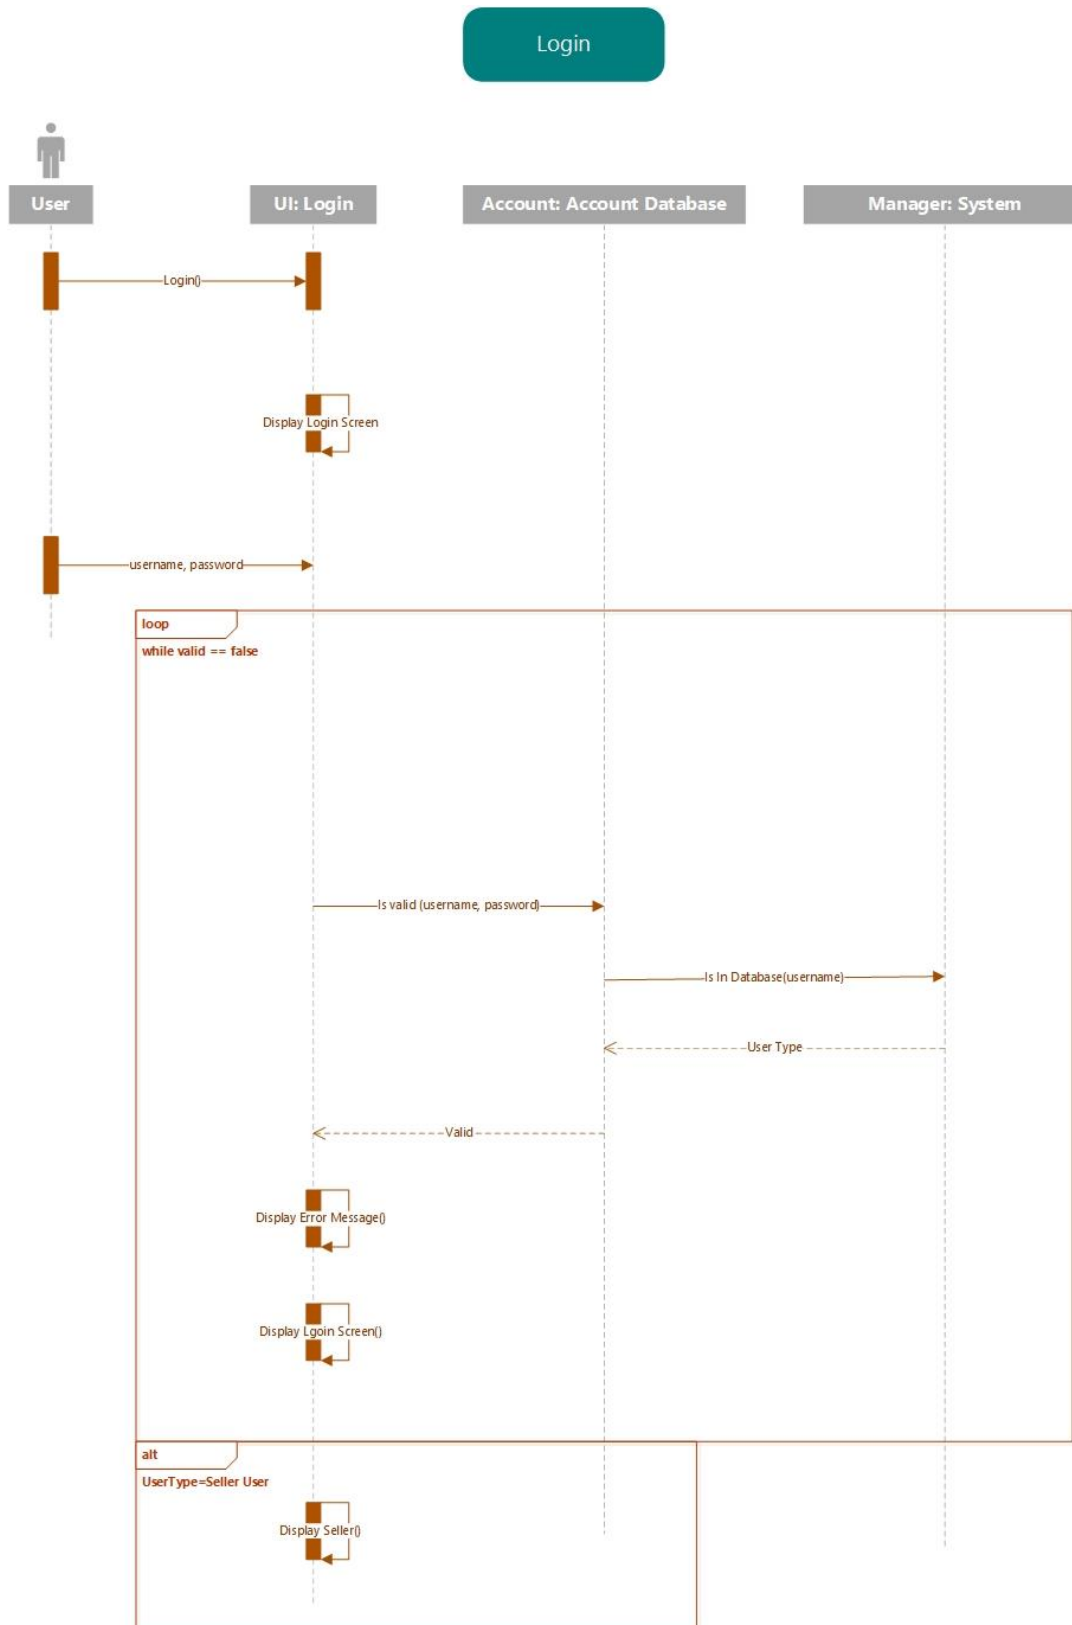 Login
User
UI: Login
Account: Account Database
Manager: System
Login()
Display Login Screen
username, password
loop
while valid == false
Is valid (username, password)
Is In Database(username)
User Type
Valid
Display Error Message()
Display Lgoin Screen()
alt
UserType=Seller User
Display Seller()